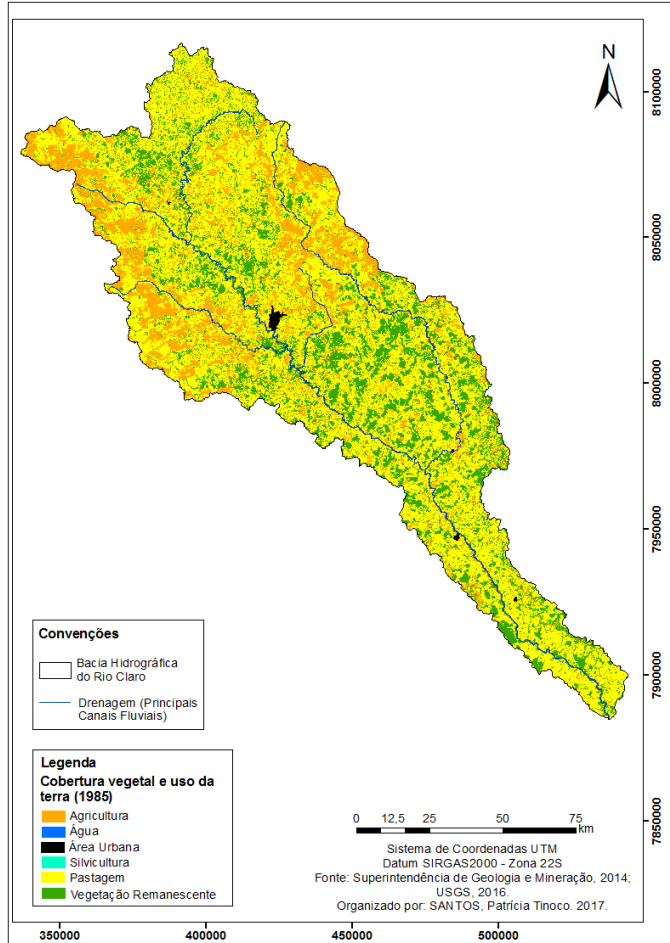 N
8100000
8050000
8000000
7950000
7900000
7850000
Convenções
Bacia Hidrográfica
do Rio Claro
Drenagem (Principais
Canais Fluviais)
Legenda
Cobertura vegetal e uso da
terra (1985)
Agricultura
Água
Área Urbana
Silvicultura
Pastagem
Vegetação Remanescente
0 12,5 25 50 75
km
Sistema de Coordenadas UTM
Datum SIRGAS2000 - Zona 22S
Fonte: Superintendência de Geologia e Mineração, 2014;
USGS, 2016.
Organizado por: SANTOS, Patrícia Tinoco. 2017.
350000 400000 450000 500000